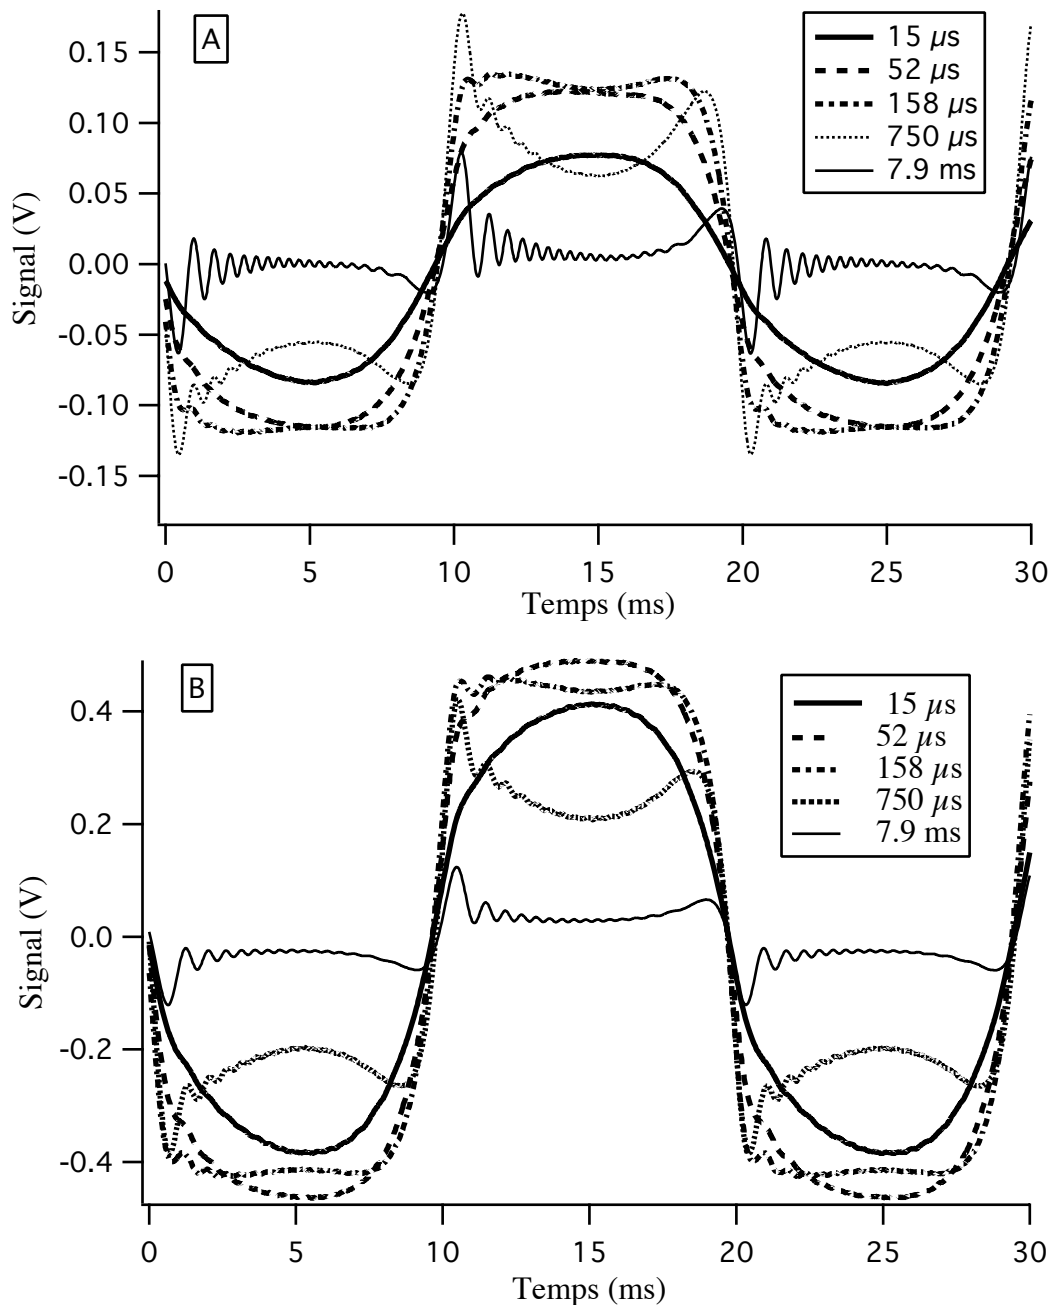 A
15 µs
52 µs
158 µs
750 µs
7.9 ms
0.15
0.10
0.05
0.00
-0.05
-0.10
-0.15
Signal (V)
0 5 10 15 20 25 30
Temps (ms)
B
15 µs
52 µs
158 µs
750 µs
7.9 ms
0.4
0.2
0.0
-0.2
-0.4
Signal (V)
0 5 10 15 20 25 30
Temps (ms)